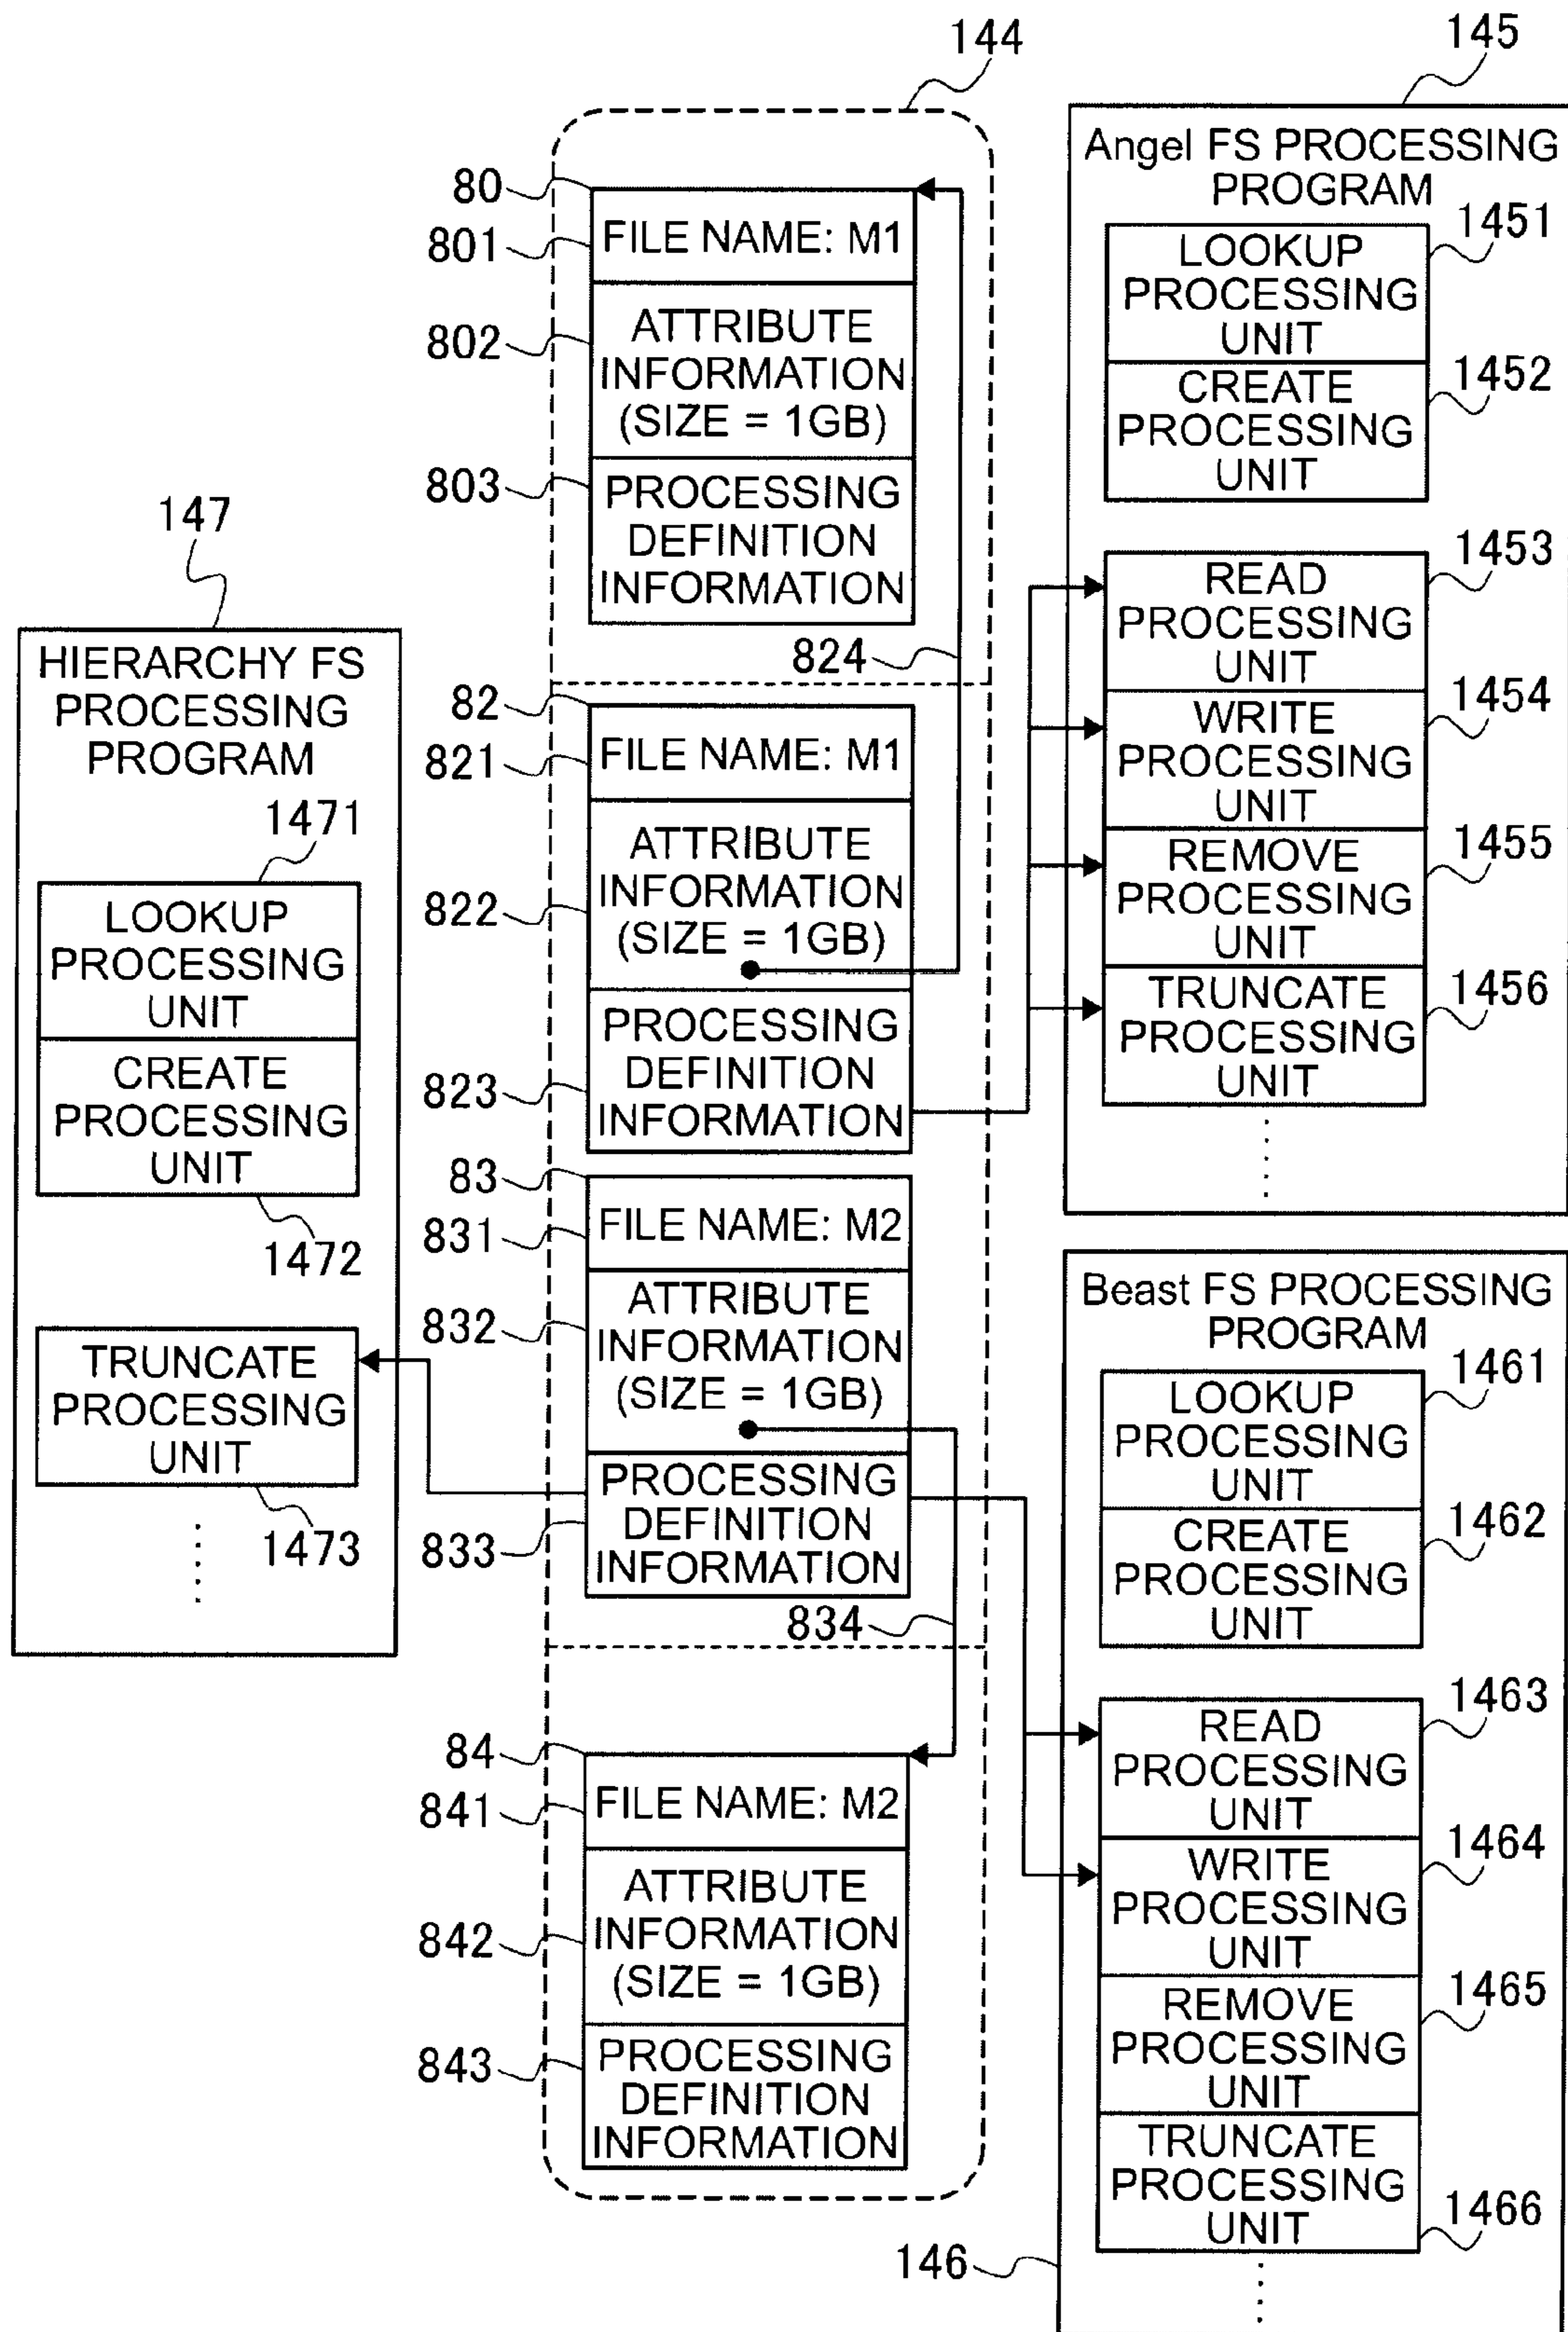 144
145
80
801
FILE NAME: M1
802
ATTRIBUTE
INFORMATION
(SIZE = 1GB)
803
PROCESSING
DEFINITION
INFORMATION
824
82
821
FILE NAME: M1
822
ATTRIBUTE
INFORMATION
(SIZE = 1GB)
823
PROCESSING
DEFINITION
INFORMATION
83
831
FILE NAME: M2
832
ATTRIBUTE
INFORMATION
(SIZE = 1GB)
833
PROCESSING
DEFINITION
INFORMATION
834
84
841
FILE NAME: M2
842
ATTRIBUTE
INFORMATION
(SIZE = 1GB)
843
PROCESSING
DEFINITION
INFORMATION
147
HIERARCHY FS
PROCESSING
PROGRAM
1471
LOOKUP
PROCESSING
UNIT
CREATE
PROCESSING
UNIT
1472
TRUNCATE
PROCESSING
UNIT
1473
Angel FS PROCESSING
PROGRAM
1451
LOOKUP
PROCESSING
UNIT
1452
CREATE
PROCESSING
UNIT
1453
READ
PROCESSING
UNIT
1454
WRITE
PROCESSING
UNIT
1455
REMOVE
PROCESSING
UNIT
1456
TRUNCATE
PROCESSING
UNIT
Beast FS PROCESSING
PROGRAM
1461
LOOKUP
PROCESSING
UNIT
1462
CREATE
PROCESSING
UNIT
1463
READ
PROCESSING
UNIT
1464
WRITE
PROCESSING
UNIT
1465
REMOVE
PROCESSING
UNIT
TRUNCATE
PROCESSING
UNIT
1466
146